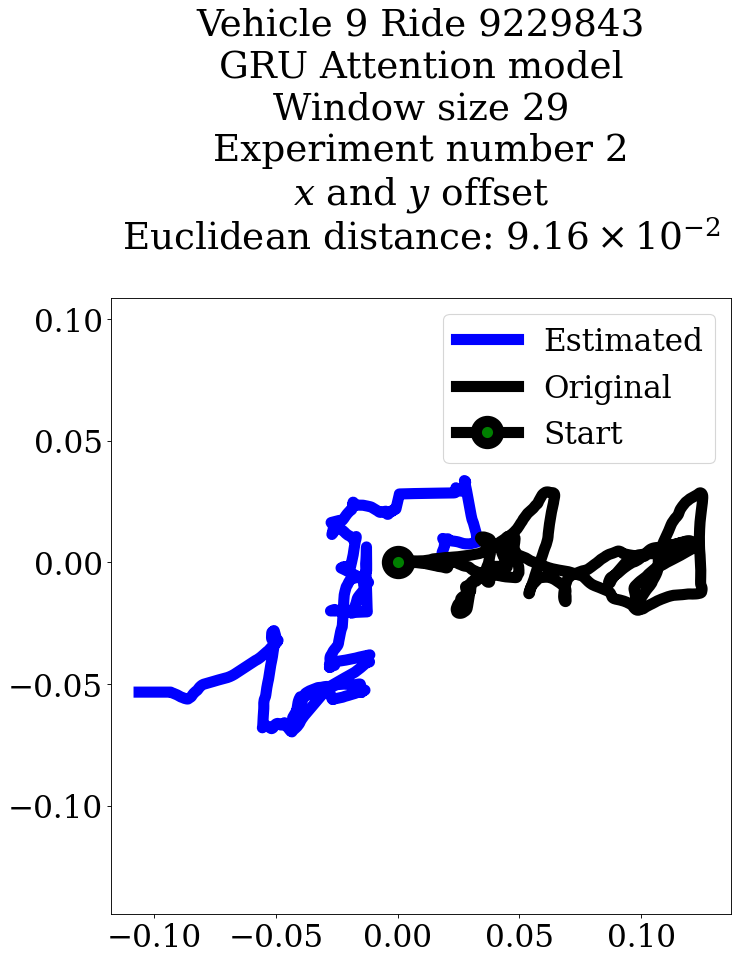 Vehicle 9 Ride 9229843
GRU Attention model
Window size 29
Experiment number 2
x and y offset
Euclidean distance: 9.16 × 10⁻²
Estimated
Original
Start
0.10
0.05
0.00
−0.05
−0.10
−0.10 −0.05 0.00 0.05 0.10